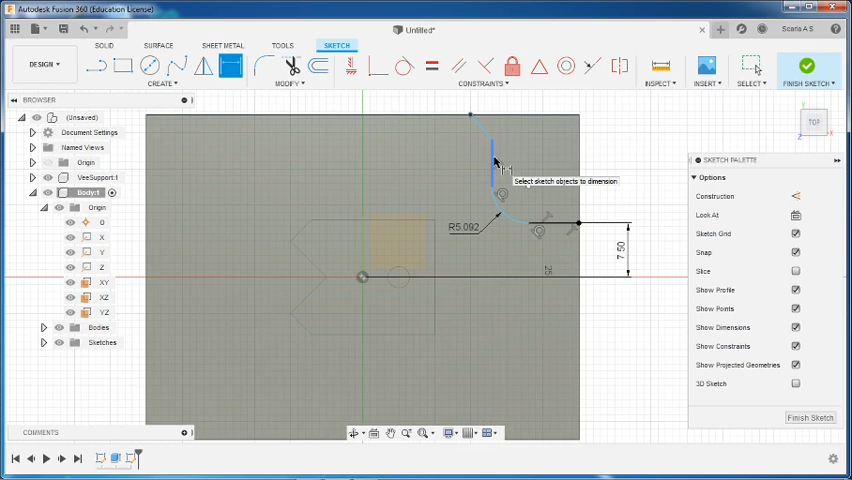 Autodesk Fusion 360 (Education License)
Untitled*
Scaria A S
DESIGN
SOLID
SURFACE
SHEET METAL
TOOLS
SKETCH
CREATE
MODIFY
CONSTRAINTS
INSPECT
INSERT
SELECT
FINISH SKETCH
BROWSER
(Unsaved)
Document Settings
Named Views
Origin
VeeSupport:1
Body:1
Origin
O
X
Y
Z
XY
XZ
YZ
Bodies
Sketches
Select sketch objects to dimension
R5.092
7.50
25
TOP
X
Z
SKETCH PALETTE
Options
Construction
Look At
Sketch Grid
Snap
Slice
Show Profile
Show Points
Show Dimensions
Show Constraints
Show Projected Geometries
3D Sketch
Finish Sketch
COMMENTS